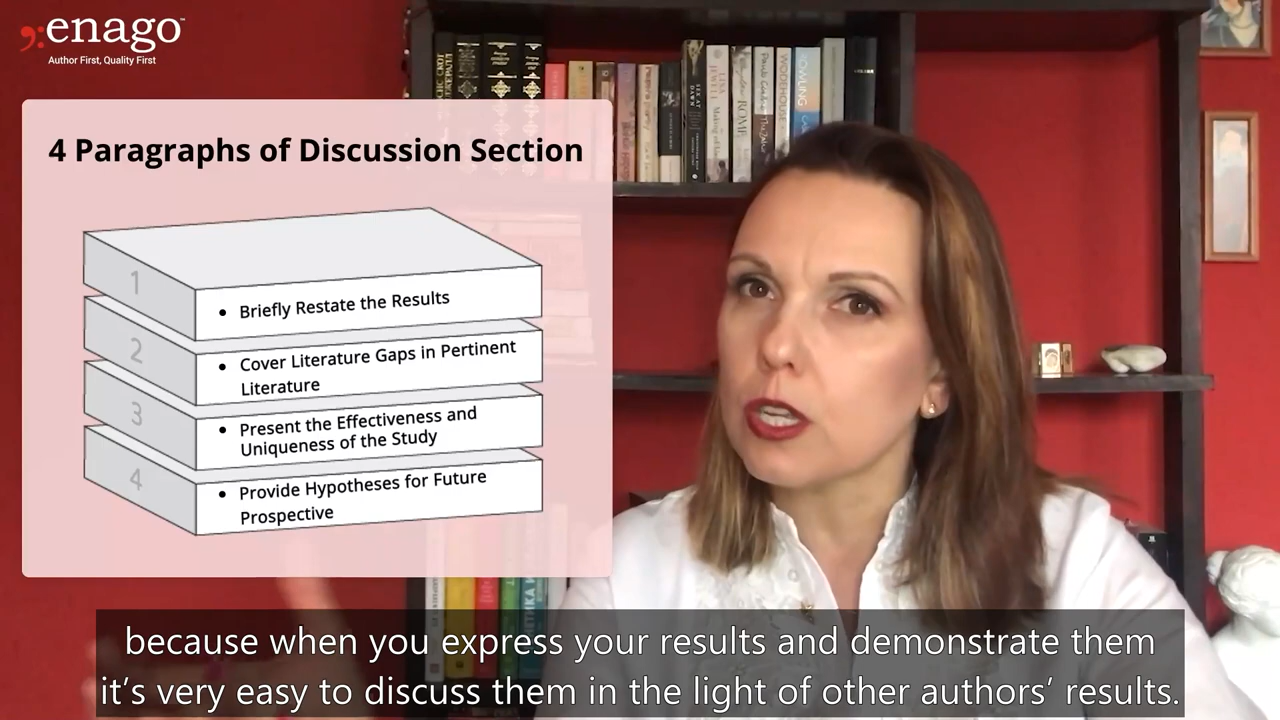 enago™
Author First, Quality First
4 Paragraphs of Discussion Section
1
Briefly Restate the Results
2
Cover Literature Gaps in Pertinent
Literature
3
Present the Effectiveness and
Uniqueness of the Study
4
Provide Hypotheses for Future
Prospective
ROME
WODEHOUSE
because when you express your results and demonstrate them
it’s very easy to discuss them in the light of other authors’ results.